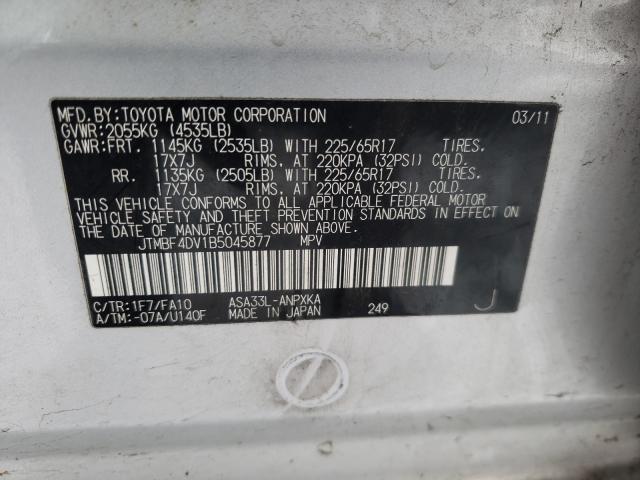 MFD.BY:TOYOTA MOTOR CORPORATION 03/11
GVWR:2055KG (4535LB)
GAWR:FRT. 1145KG (2535LB) WITH 225/65R17 TIRES.
17X7J RIMS, AT 220KPA (32PSI) COLD.
RR. 1135KG (2505LB) WITH 225/65R17 TIRES.
17X7J RIMS, AT 220KPA (32PSI) COLD.
THIS VEHICLE CONFORMS TO ALL APPLICABLE FEDERAL MOTOR
VEHICLE SAFETY AND THEFT PREVENTION STANDARDS IN EFFECT ON
THE DATE OF MANUFACTURE SHOWN ABOVE.
JTMBF4DV1B5045877 MPV
C/TR:1F7/FA10 ASA33L-ANPXKA
A/TM:-07A/U140F MADE IN JAPAN 249 J